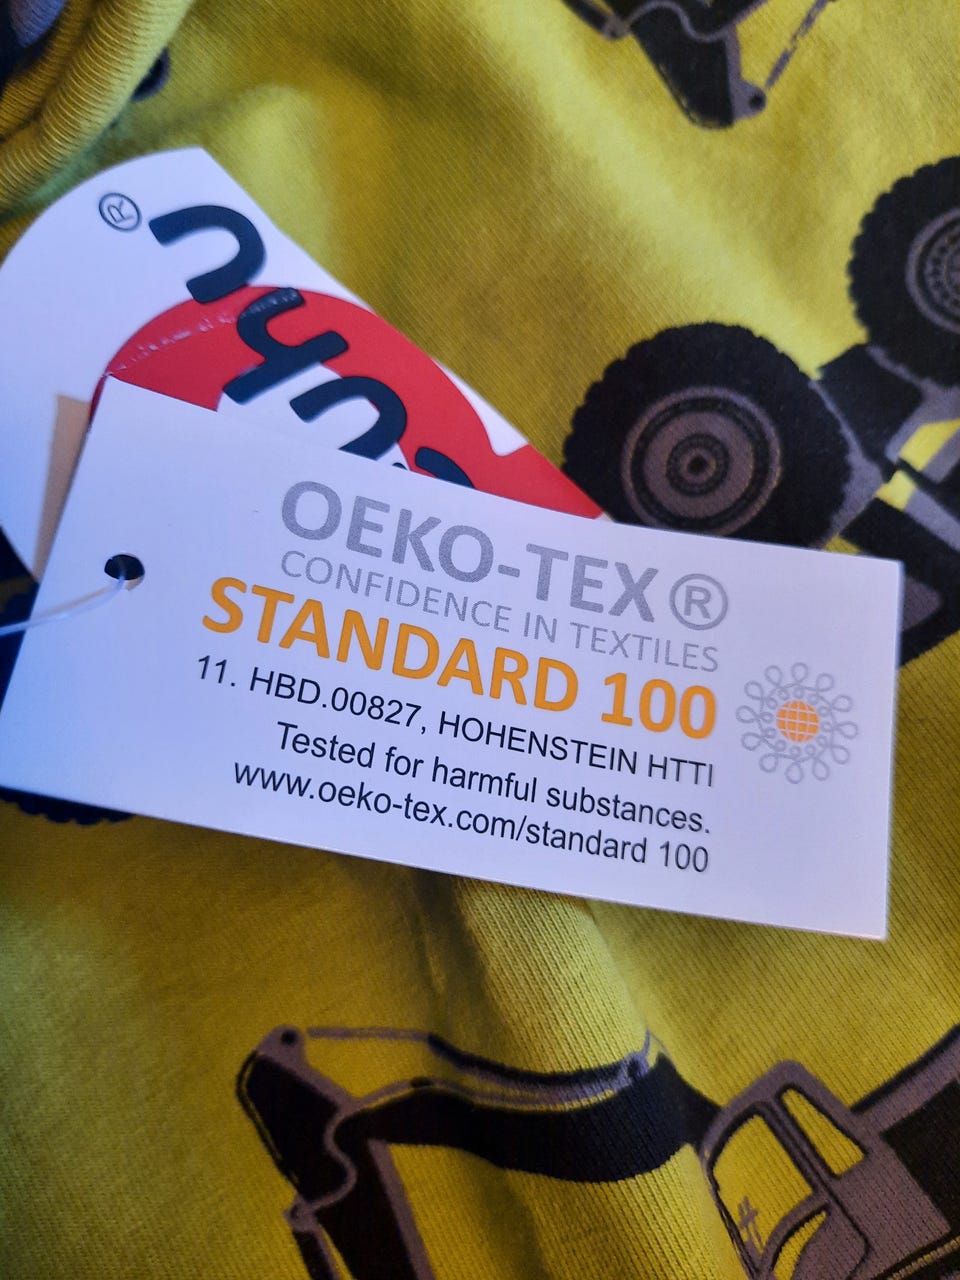 OEKO-TEX®
CONFIDENCE IN TEXTILES
STANDARD 100
11. HBD.00827, HOHENSTEIN HTTI
Tested for harmful substances.
www.oeko-tex.com/standard 100
®